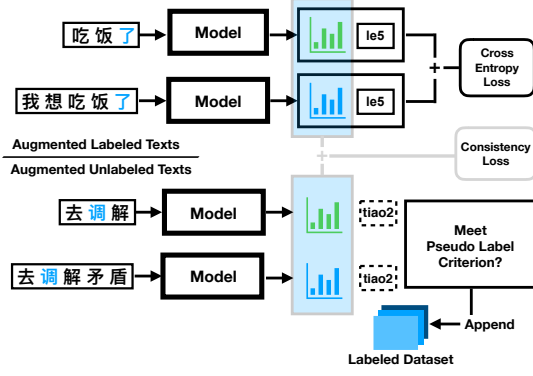 吃饭了
Model
le5
我想吃饭了
Model
le5
+
Cross
Entropy
Loss
Augmented Labeled Texts
Augmented Unlabeled Texts
+
Consistency
Loss
去调解
Model
tiao2
去调解矛盾
Model
tiao2
Meet
Pseudo Label
Criterion?
Append
Labeled Dataset